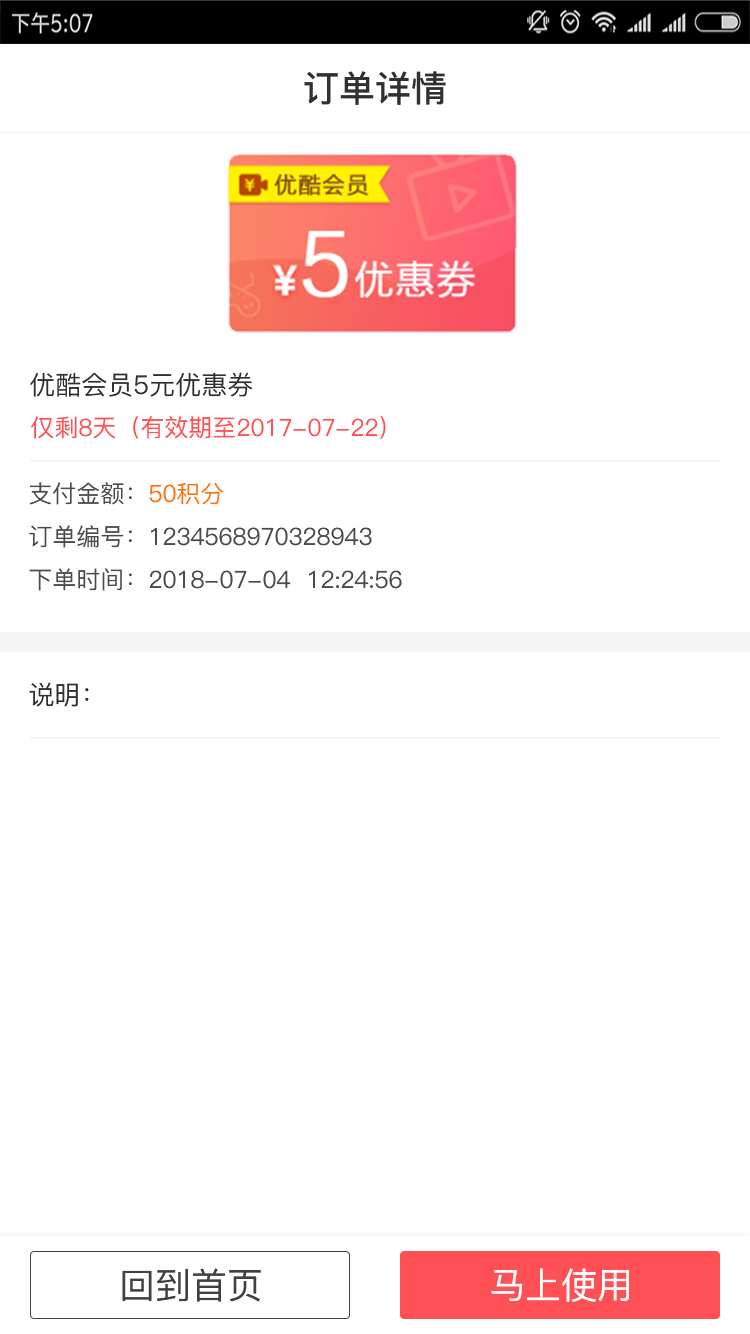 下午5:07
订单详情
优酷会员
¥5优惠券
优酷会员5元优惠券
仅剩8天（有效期至2017-07-22）
支付金额：50积分
订单编号：1234568970328943
下单时间：2018-07-04 12:24:56
说明：
回到首页
马上使用